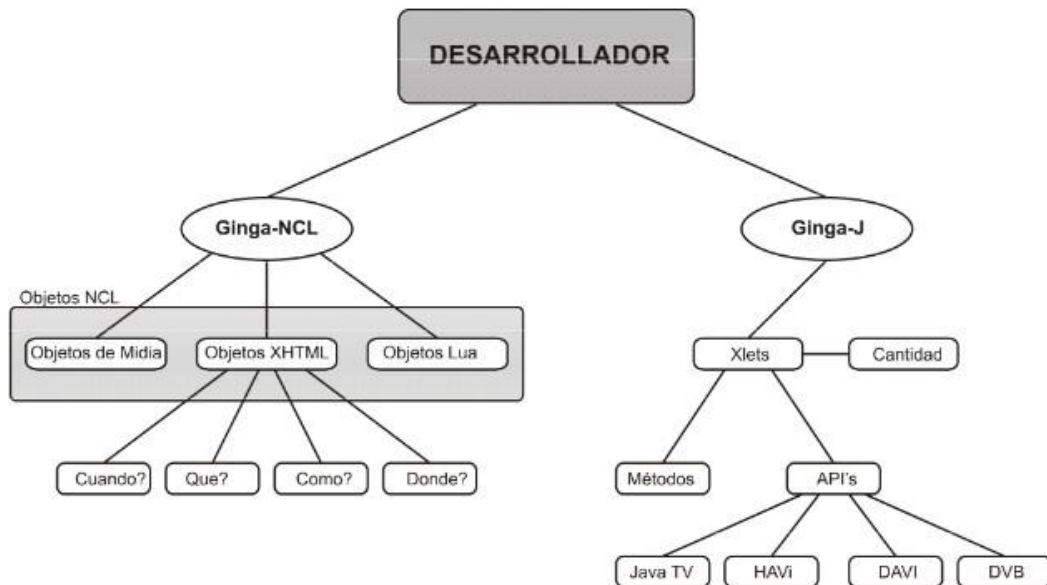 DESARROLLADOR
Ginga-NCL
Ginga-J
Objetos NCL
Objetos de Midia
Objetos XHTML
Objetos Lua
Xlets
Cantidad
Cuando?
Que?
Como?
Donde?
Métodos
API's
Java TV
HAVi
DAVI
DVB